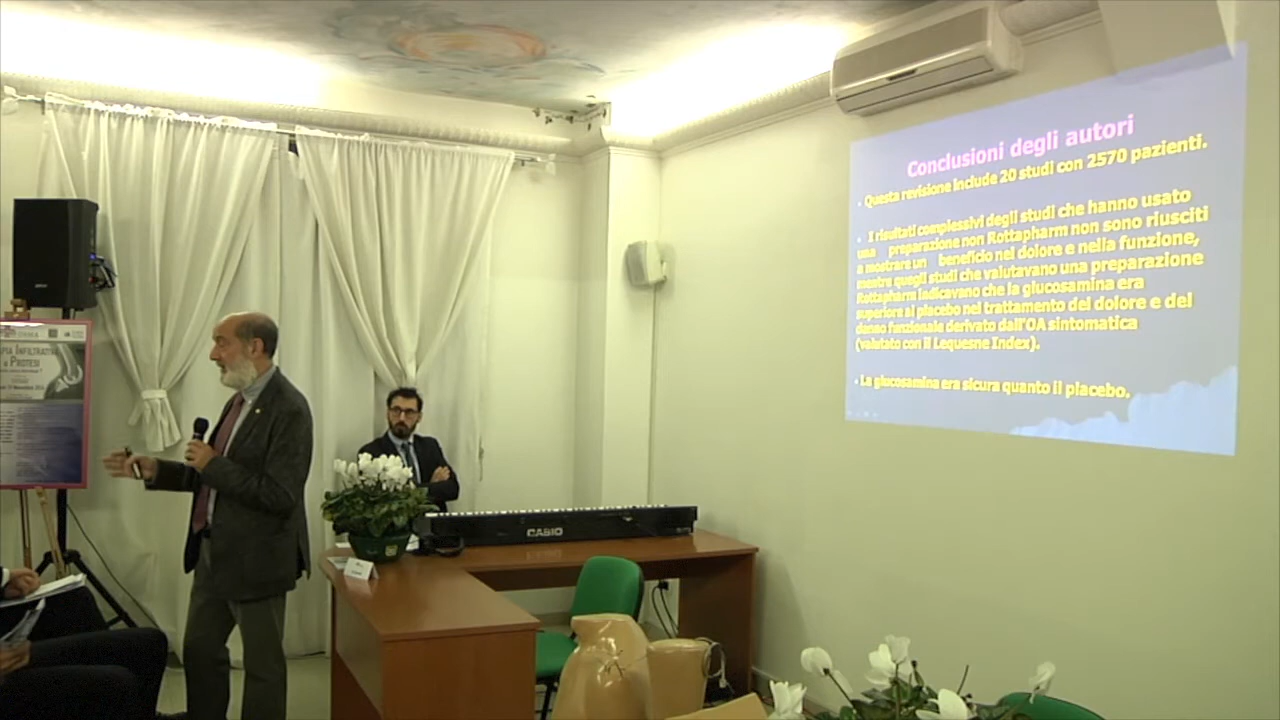 Conclusioni degli autori
. Questa revisione include 20 studi con 2570 pazienti.
. I risultati complessivi degli studi che hanno usato
una preparazione non Rottapharm non sono riusciti
a mostrare un beneficio nel dolore e nella funzione,
mentre quegli studi che valutavano una preparazione
Rottapharm indicavano che la glucosamina era
superiore al placebo nel trattamento del dolore e del
danno funzionale derivato dall'OA sintomatica
(valutato con il Lequesne Index).
. La glucosamina era sicura quanto il placebo.
INFILTRATIVA
PROTESI
CASIO